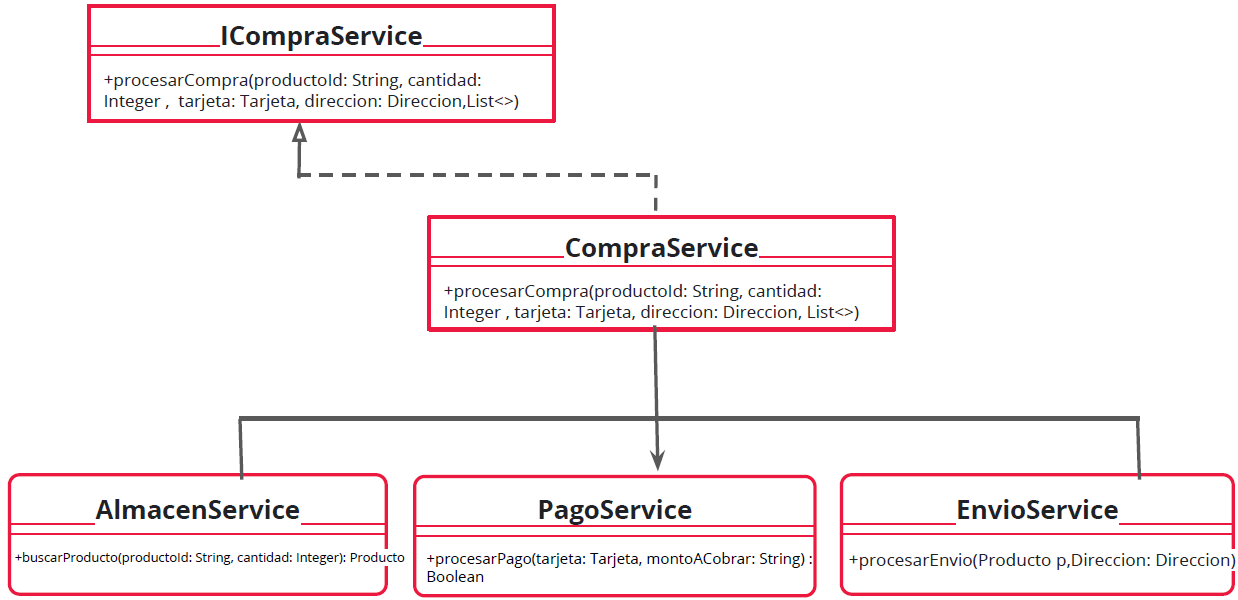 ICompraService
+procesarCompra(productoId: String, cantidad:
Integer , tarjeta: Tarjeta, direccion: Direccion,List<>)
CompraService
+procesarCompra(productoId: String, cantidad:
Integer , tarjeta: Tarjeta, direccion: Direccion, List<>)
AlmacenService
+buscarProducto(productoId: String, cantidad: Integer): Producto
PagoService
+procesarPago(tarjeta: Tarjeta, montoACobrar: String) :
Boolean
EnvioService
+procesarEnvio(Producto p,Direccion: Direccion)